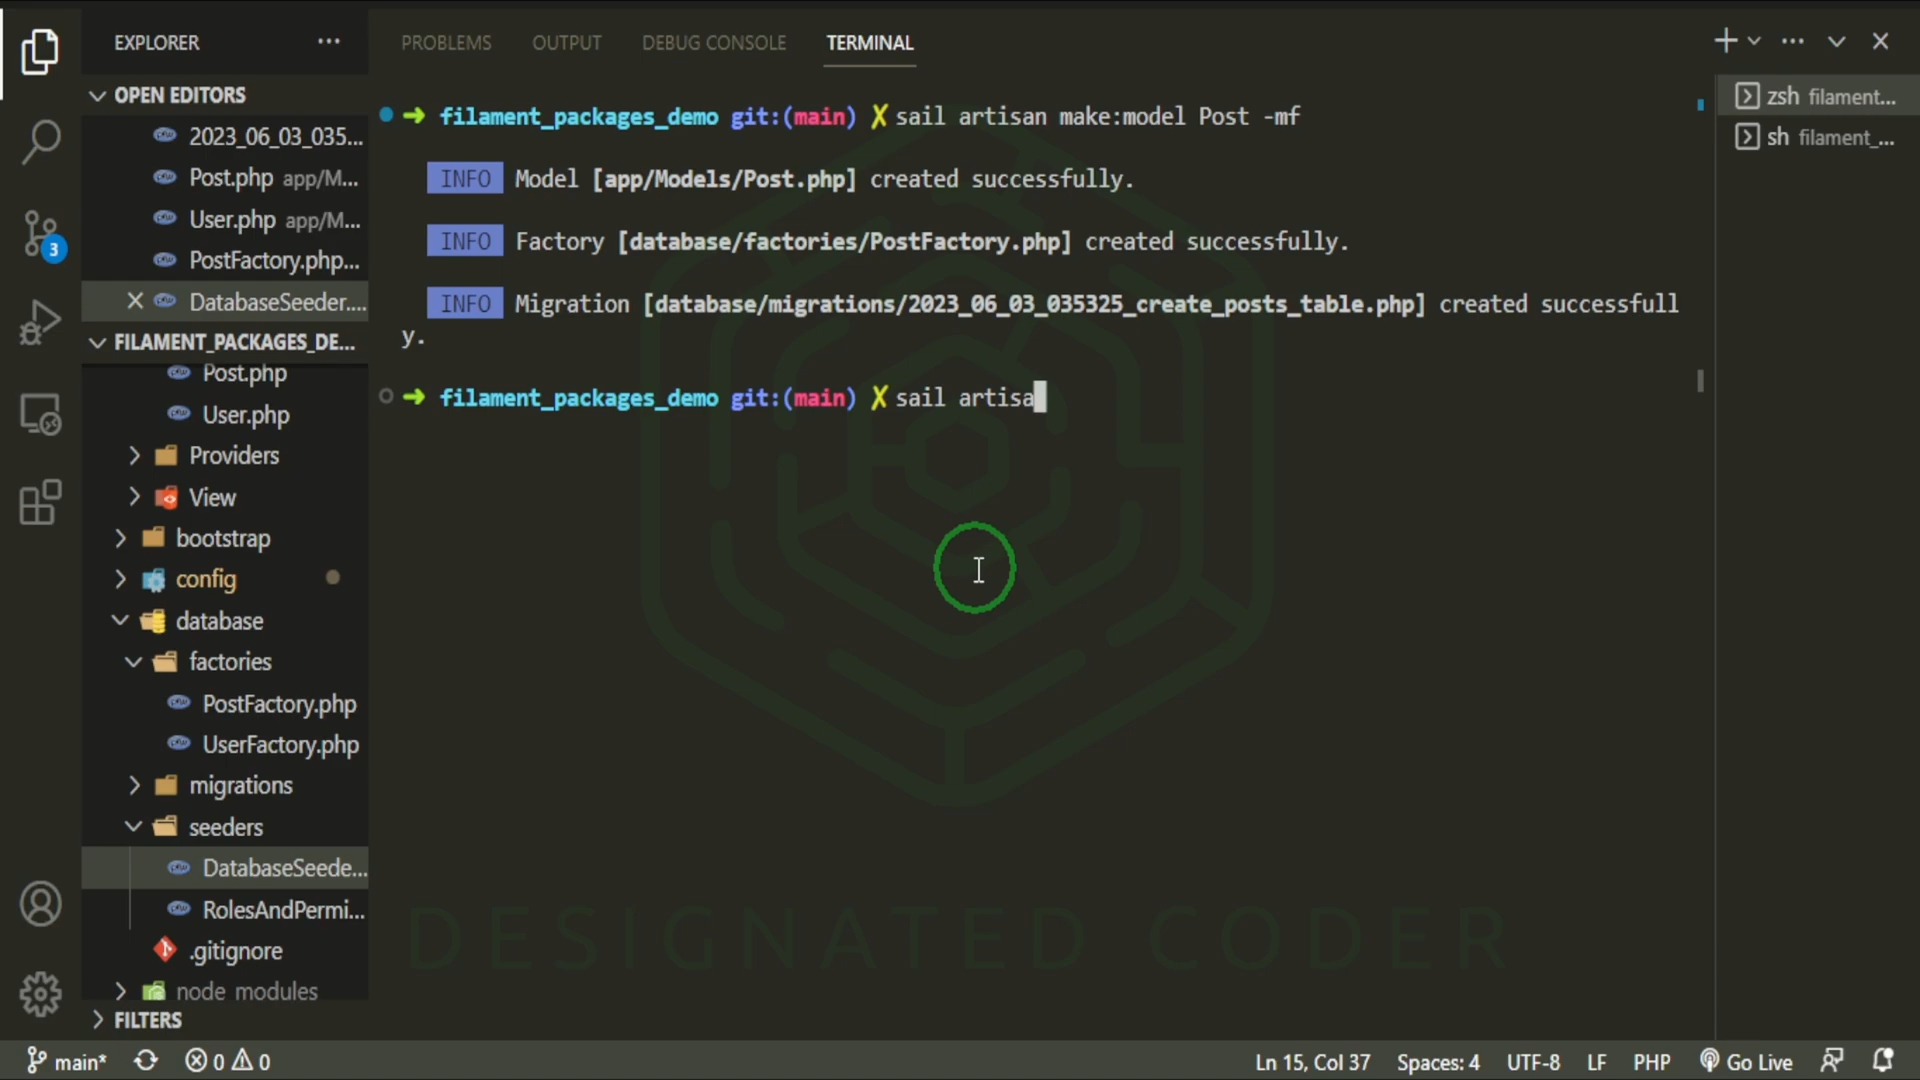 EXPLORER
OPEN EDITORS
2023_06_03_035...
Post.php app/M...
User.php app/M...
PostFactory.php...
DatabaseSeeder....
FILAMENT_PACKAGES_DE...
Post.php
User.php
Providers
View
bootstrap
config
database
factories
PostFactory.php
UserFactory.php
migrations
seeders
DatabaseSeede...
RolesAndPermi...
.gitignore
node_modules
FILTERS
PROBLEMS OUTPUT DEBUG CONSOLE TERMINAL
filament_packages_demo git:(main) ✗ sail artisan make:model Post -mf
INFO Model [app/Models/Post.php] created successfully.
INFO Factory [database/factories/PostFactory.php] created successfully.
INFO Migration [database/migrations/2023_06_03_035325_create_posts_table.php] created successfull
y.
filament_packages_demo git:(main) ✗ sail artisa
zsh filament...
sh filament_...
3
DESIGNATED CODER
main* 0 0 Ln 15, Col 37 Spaces: 4 UTF-8 LF PHP Go Live